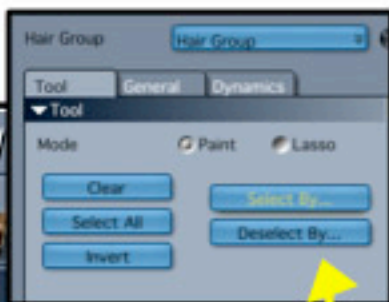 Hair Group Hair Group
Tool General Dynamics
Tool
Mode Paint Lasso
Clear Select By...
Select All Deselect By...
Invert